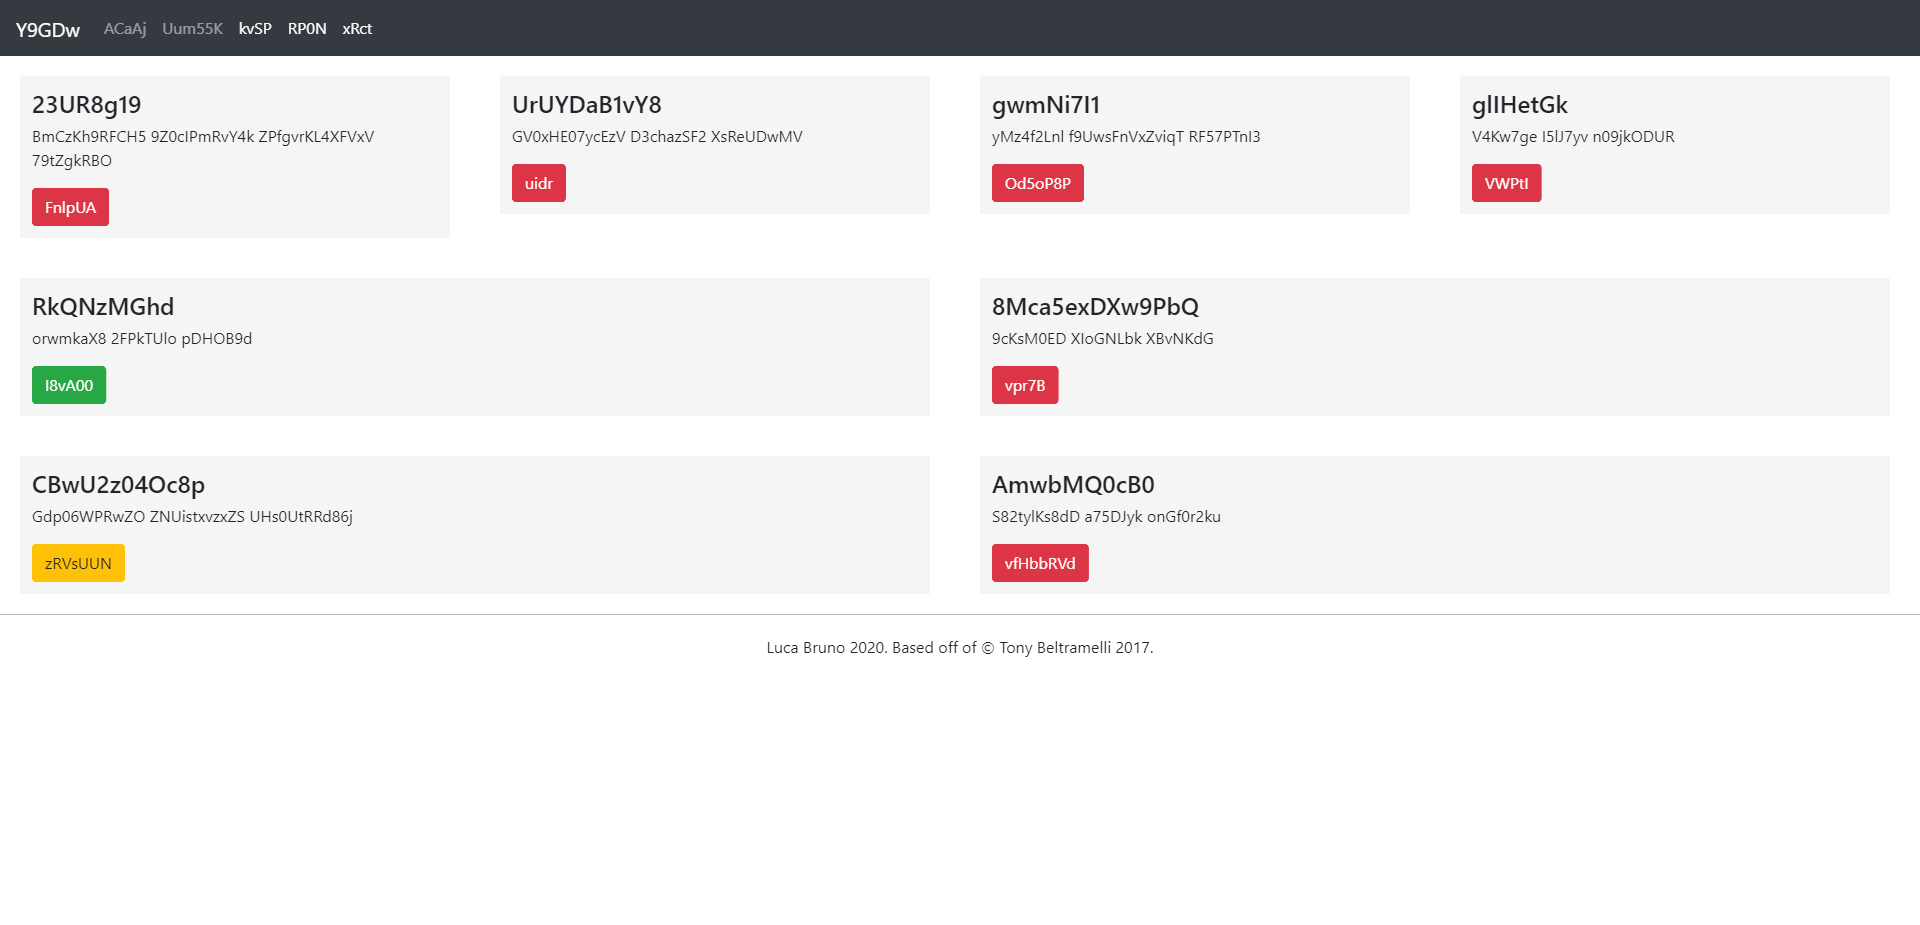 Y9GDw ACaAj Uum55K kvSP RP0N xRct
23UR8g19
BmCzKh9RFCH5 9Z0cIPmRvY4k ZPfgvrKL4XFVxV
79tZgkRBO
FnlpUA
UrUYDaB1vY8
GV0xHE07ycEzV D3chazSF2 XsReUDwMV
uidr
gwmNi7I1
yMz4f2Lnl f9UwsFnVxZviqT RF57PTnI3
Od5oP8P
glIHetGk
V4Kw7ge I5lJ7yv n09jkODUR
VWPtI
RkQNzMGhd
orwmkaX8 2FPkTUlo pDHOB9d
I8vA00
8Mca5exDXw9PbQ
9cKsM0ED XIoGNLbk XBvNKdG
vpr7B
CBwU2z04Oc8p
Gdp06WPRwZO ZNUistxvzxZS UHs0UtRRd86j
zRVsUUN
AmwbMQ0cB0
S82tylKs8dD a75DJyk onGf0r2ku
vfHbbRVd
Luca Bruno 2020. Based off of © Tony Beltramelli 2017.